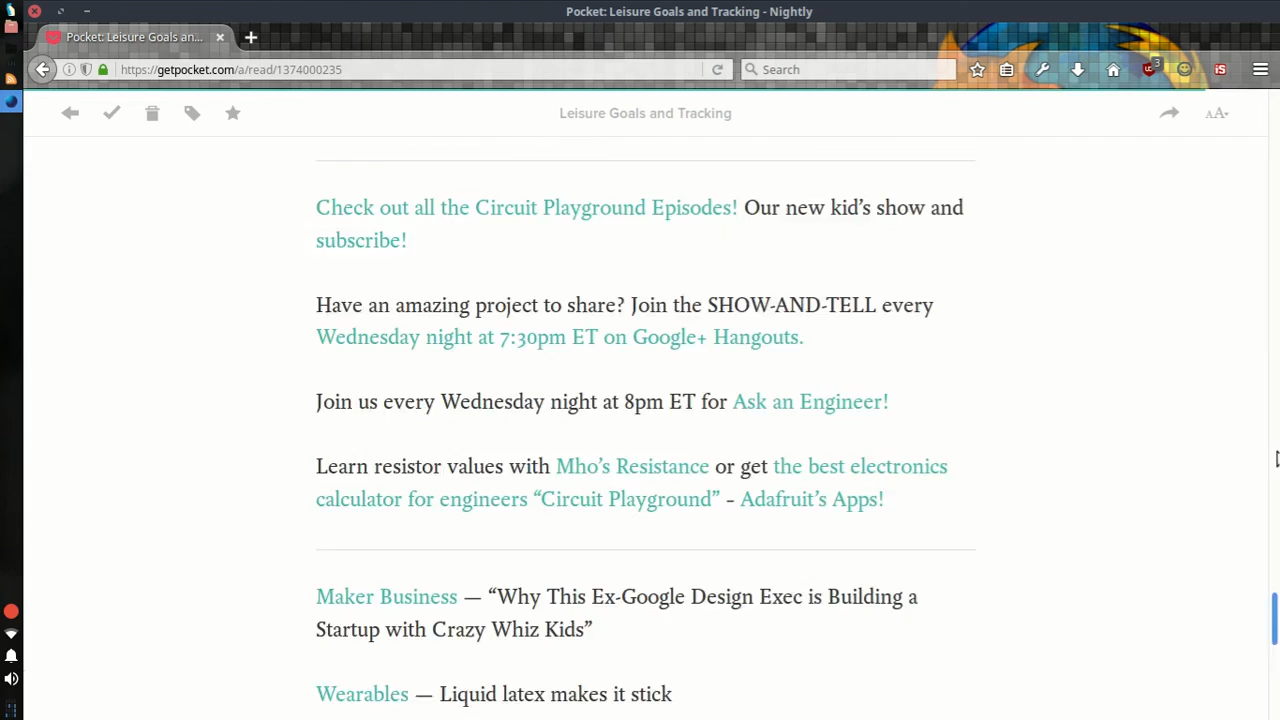 Pocket: Leisure Goals and Tracking - Nightly
Pocket: Leisure Goals an...
https://getpocket.com/a/read/1374000235
Search
3
Leisure Goals and Tracking
AA
Check out all the Circuit Playground Episodes! Our new kid’s show and
subscribe!
Have an amazing project to share? Join the SHOW-AND-TELL every
Wednesday night at 7:30pm ET on Google+ Hangouts.
Join us every Wednesday night at 8pm ET for Ask an Engineer!
Learn resistor values with Mho’s Resistance or get the best electronics
calculator for engineers “Circuit Playground” – Adafruit’s Apps!
Maker Business — “Why This Ex-Google Design Exec is Building a
Startup with Crazy Whiz Kids”
Wearables — Liquid latex makes it stick